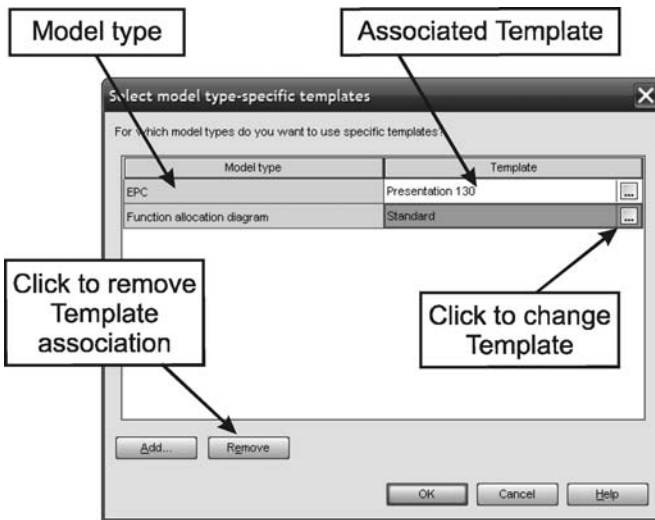 Model type
Associated Template
Select model type-specific templates
For which model types do you want to use specific templates?
Model type
Template
EPC
Presentation 130
...
Function allocation diagram
Standard
...
Click to remove
Template
association
Click to change
Template
Add...
Remove
OK
Cancel
Help